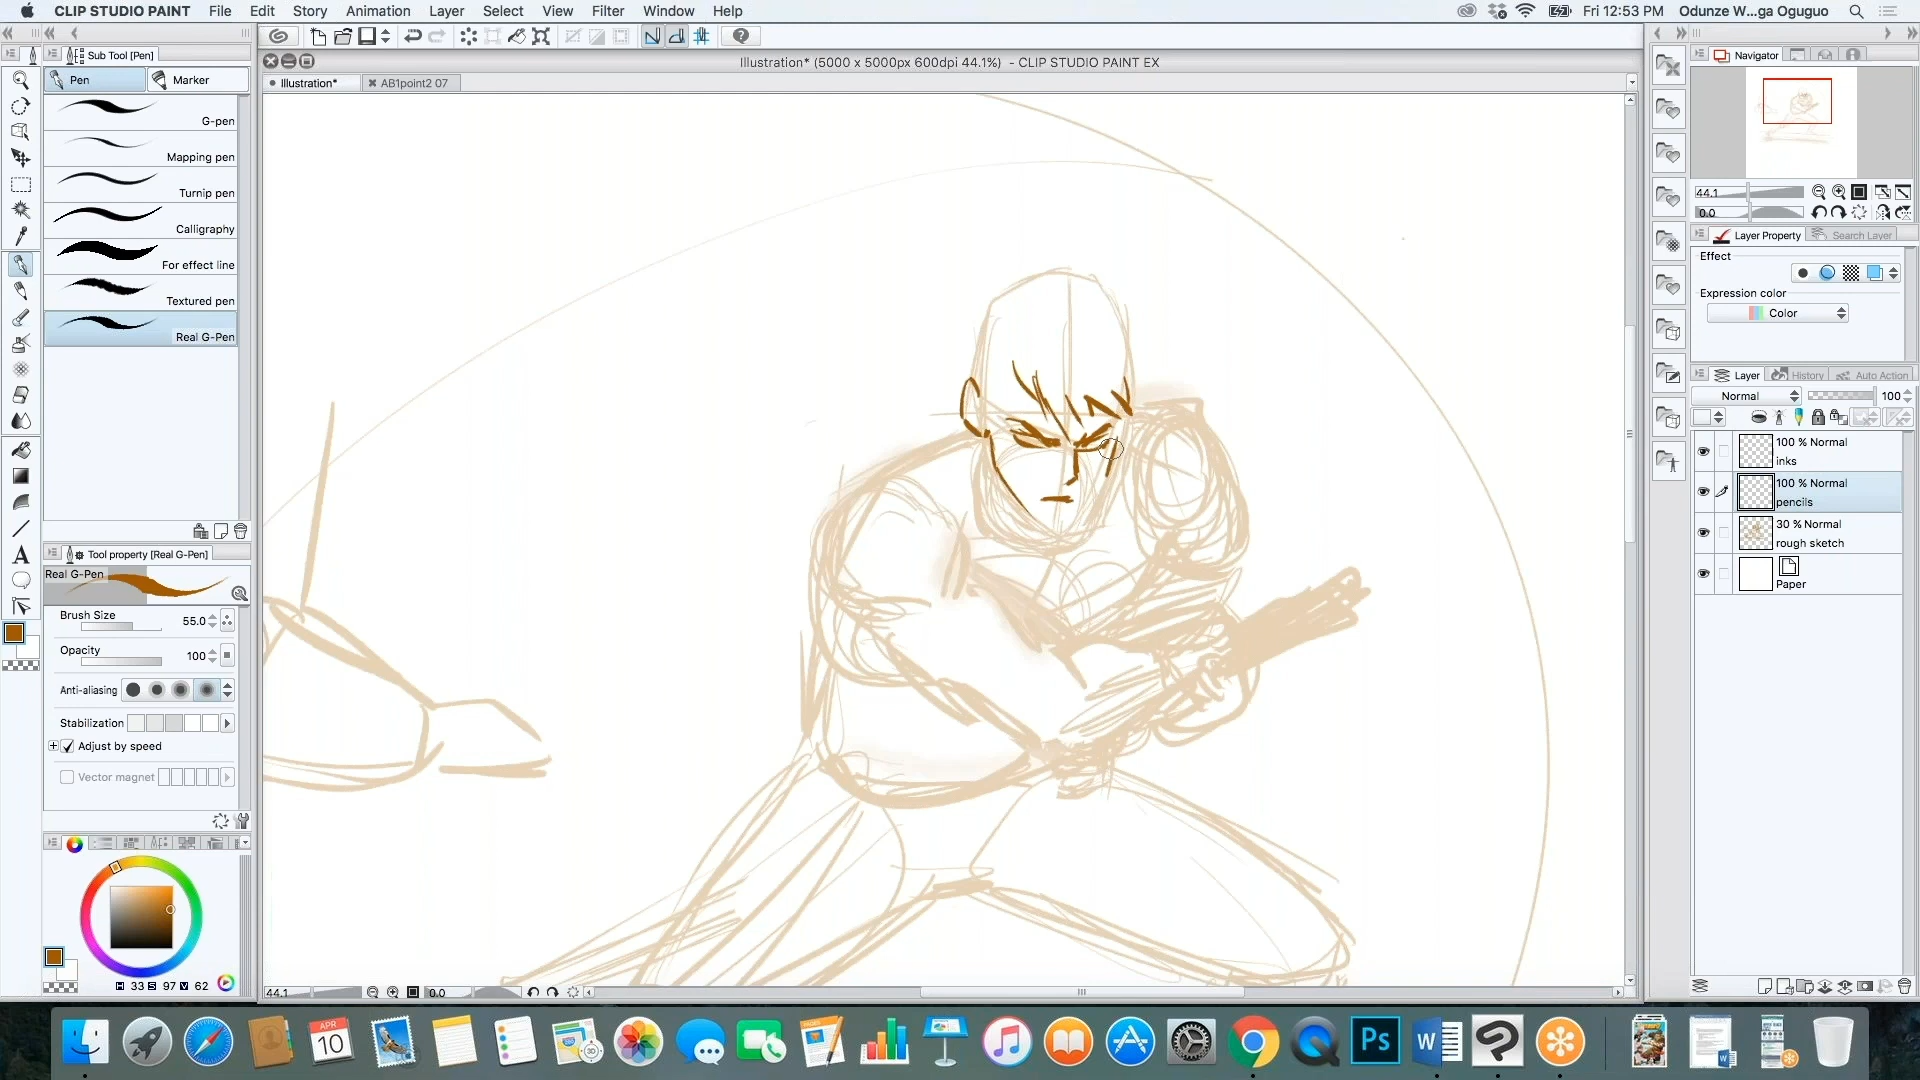 CLIP STUDIO PAINT File Edit Story Animation Layer Select View Filter Window Help Fri 12:53 PM Odunze W...ga Oguguo
Sub Tool [Pen]
Pen Marker
G-pen
Mapping pen
Turnip pen
Calligraphy
For effect line
Textured pen
Real G-Pen
Tool property [Real G-Pen]
Real G-Pen
Brush Size 55.0
Opacity 100
Anti-aliasing
Stabilization
Adjust by speed
Vector magnet
H 33 S 97 V 62
Illustration* (5000 x 5000px 600dpi 44.1%) - CLIP STUDIO PAINT EX
Illustration* AB1point2 07
44.1 0.0
Navigator
44.1
0.0
Layer Property Search Layer
Effect
Expression color
Color
Layer History Auto Action
Normal 100
100 % Normal
inks
100 % Normal
pencils
30 % Normal
rough sketch
Paper
APR
10
PAGES
3D
Ps
W